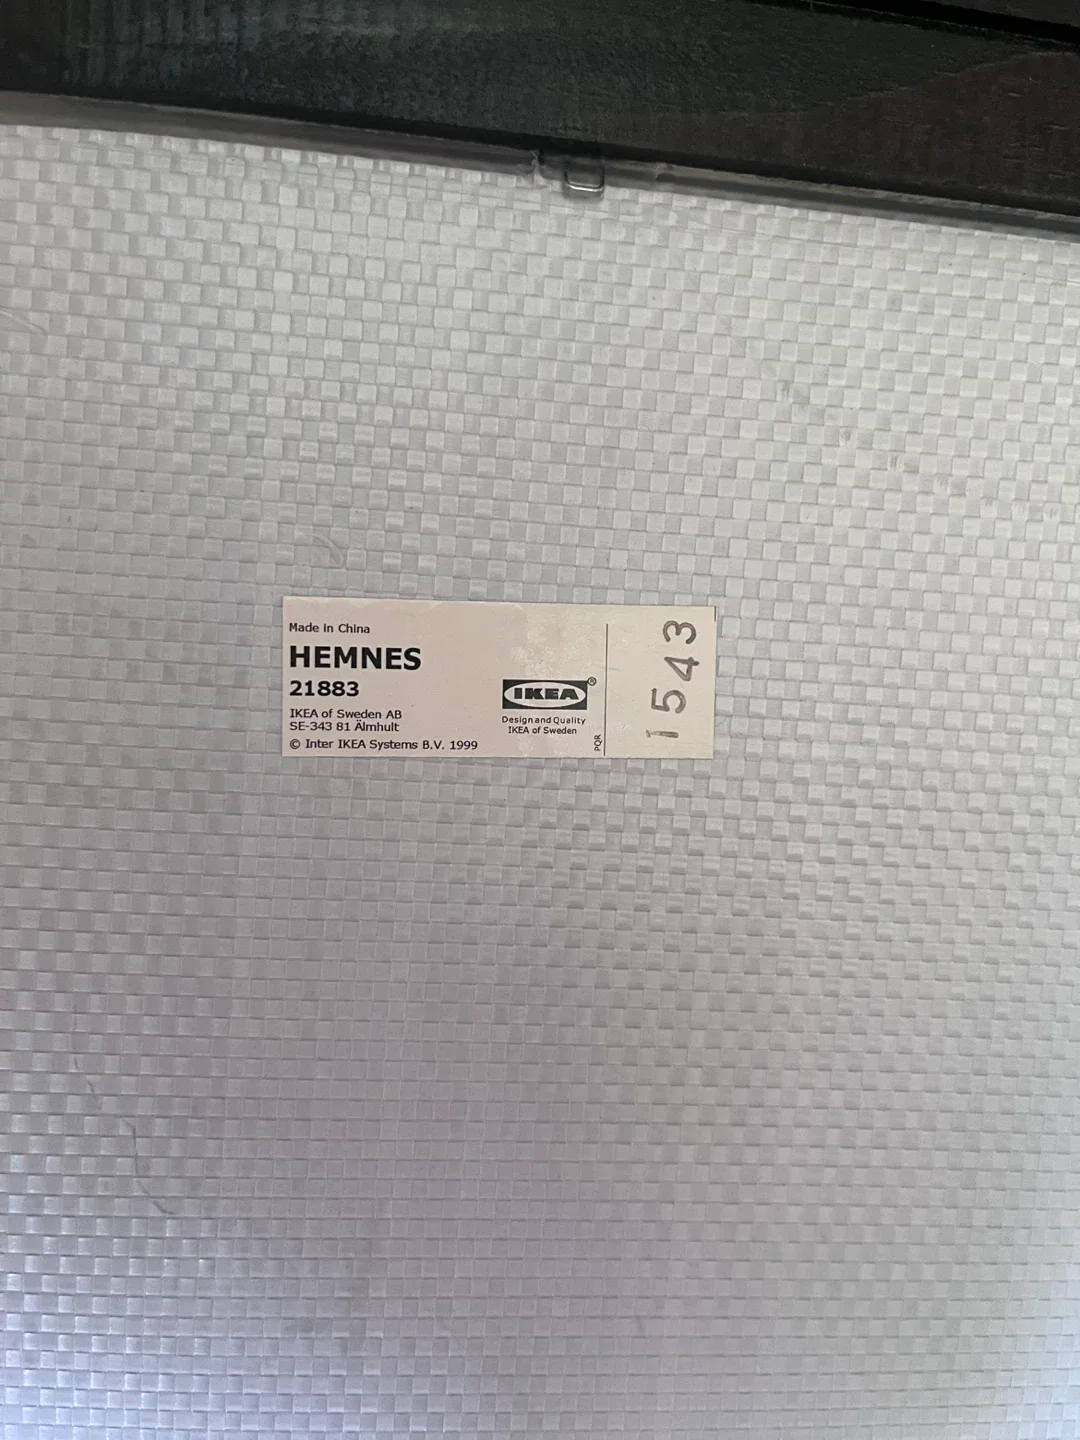 Made in China
HEMNES
21883
IKEA of Sweden AB
SE-343 81 Älmhult
© Inter IKEA Systems B.V. 1999
IKEA®
Design and Quality
IKEA of Sweden
PQR
1543